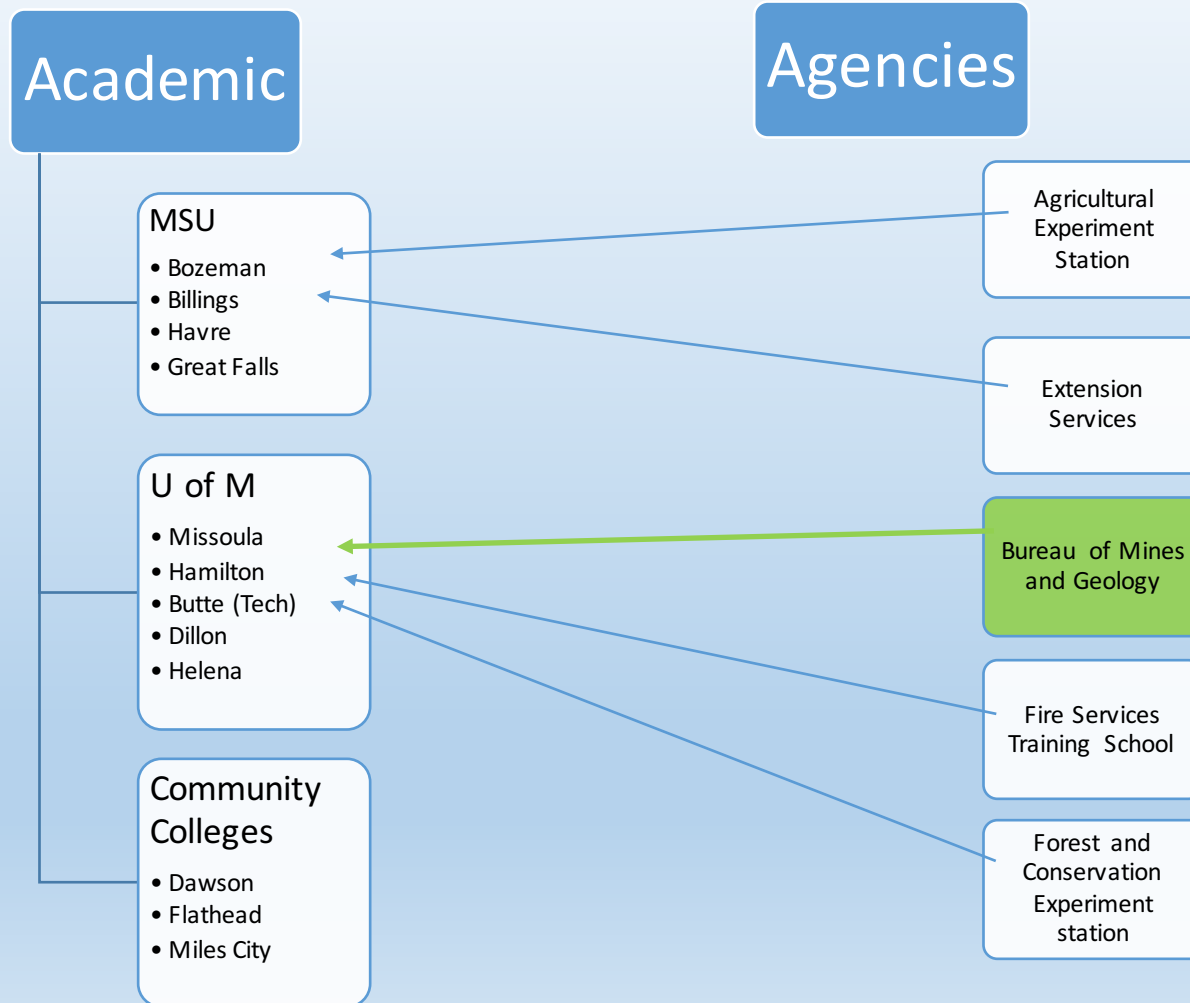 Academic
MSU
• Bozeman
• Billings
• Havre
• Great Falls
U of M
• Missoula
• Hamilton
• Butte (Tech)
• Dillon
• Helena
Community
Colleges
• Dawson
• Flathead
• Miles City
Agencies
Agricultural
Experiment
Station
Extension
Services
Bureau of Mines
and Geology
Fire Services
Training School
Forest and
Conservation
Experiment
station